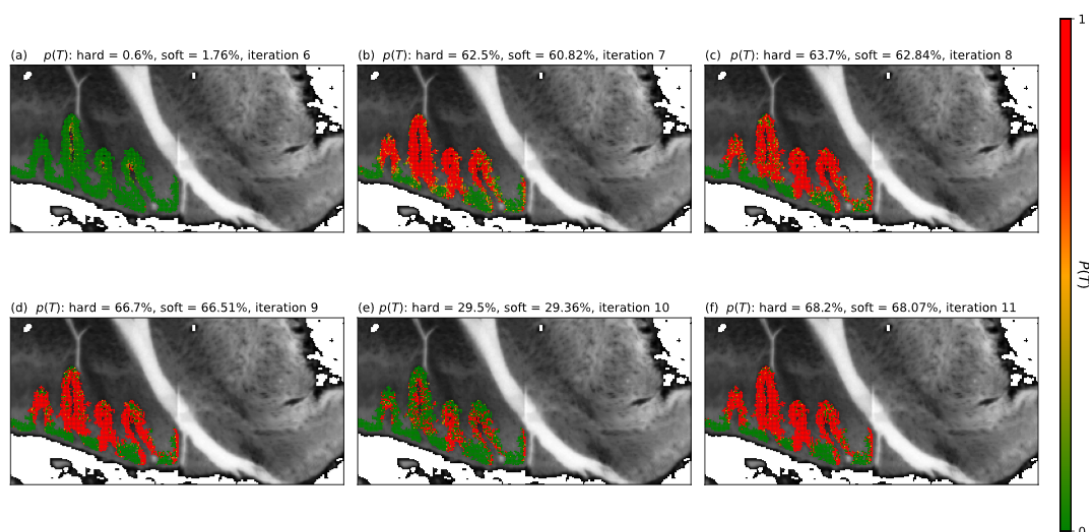 (a) p(T): hard = 0.6%, soft = 1.76%, iteration 6
(b) p(T): hard = 62.5%, soft = 60.82%, iteration 7
(c) p(T): hard = 63.7%, soft = 62.84%, iteration 8
(d) p(T): hard = 66.7%, soft = 66.51%, iteration 9
(e) p(T): hard = 29.5%, soft = 29.36%, iteration 10
(f) p(T): hard = 68.2%, soft = 68.07%, iteration 11
1
P(T)
0